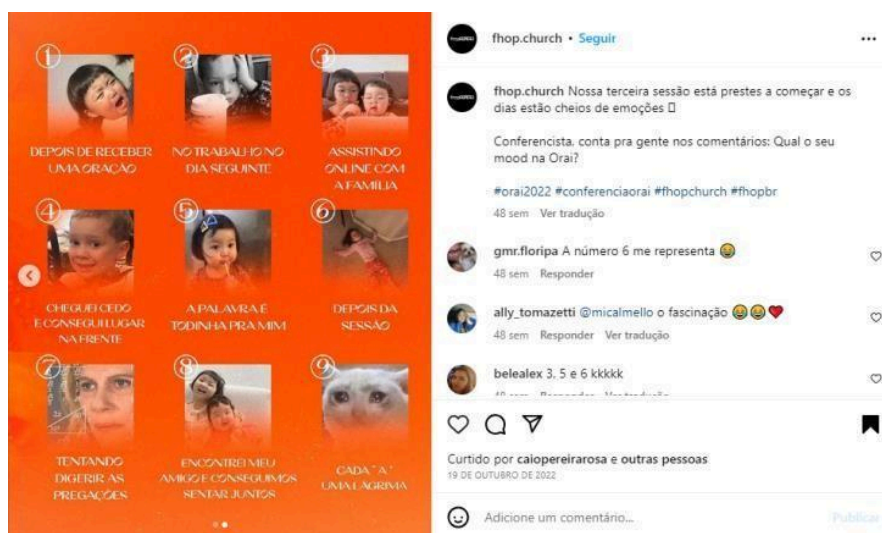 ①
DEPOIS DE RECEBER
UMA ORAÇÃO
②
NO TRABALHO NO
DIA SEGUINTE
③
ASSISTINDO
ONLINE COM
A FAMÍLIA
④
CHEGUEI CEDO
E CONSEGUI LUGAR
NA FRENTE
⑤
A PALAVRA É
TODINHA PRA MIM
⑥
DEPOIS DA
SESSÃO
⑦
TENTANDO
DIGERIR AS
PREGAÇÕES
⑧
ENCONTREI MEU
AMIGO E CONSEGUIMOS
SENTAR JUNTOS
⑨
CADA "A"
UMA LÁGRIMA
fhop.church • Seguir
fhop.church Nossa terceira sessão está prestes a começar e os
dias estão cheios de emoções
Conferencista, conta pra gente nos comentários: Qual o seu
mood na Orai?
#orai2022 #conferenciaorai #fhopchurch #fhopbr
48 sem Ver tradução
gmr.floripa A número 6 me representa 😂
48 sem Responder
ally_tomazetti @micalmello o fascinação 😂😂❤️
48 sem Responder Ver tradução
belealex 3, 5 e 6 kkkkk
Curtido por caiopereirarosa e outras pessoas
19 DE OUTUBRO DE 2022
Adicione um comentário...
Publicar